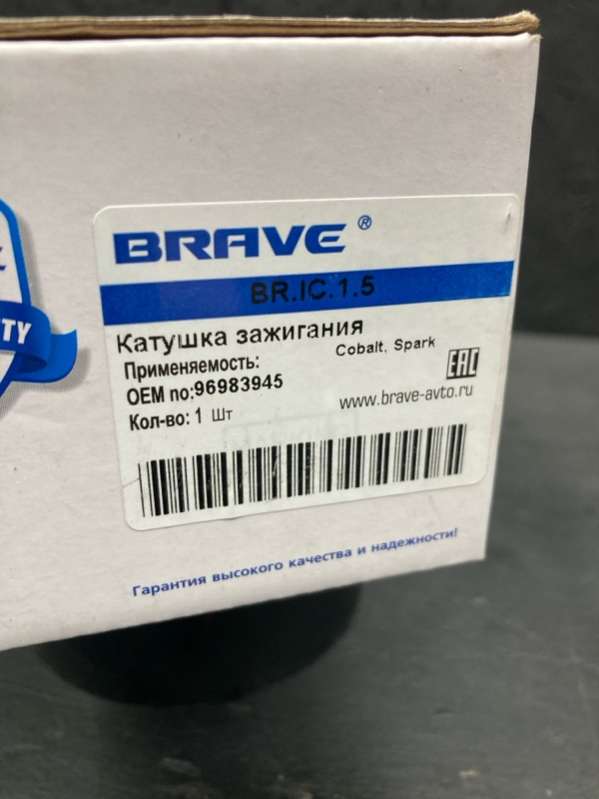 BRAVE ®
BR.IC.1.5
Катушка зажигания
Применяемость: Cobalt, Spark
OEM no:96983945
EAC
Кол-во: 1 Шт
www.brave-avto.ru
Гарантия высокого качества и надежности!
TY